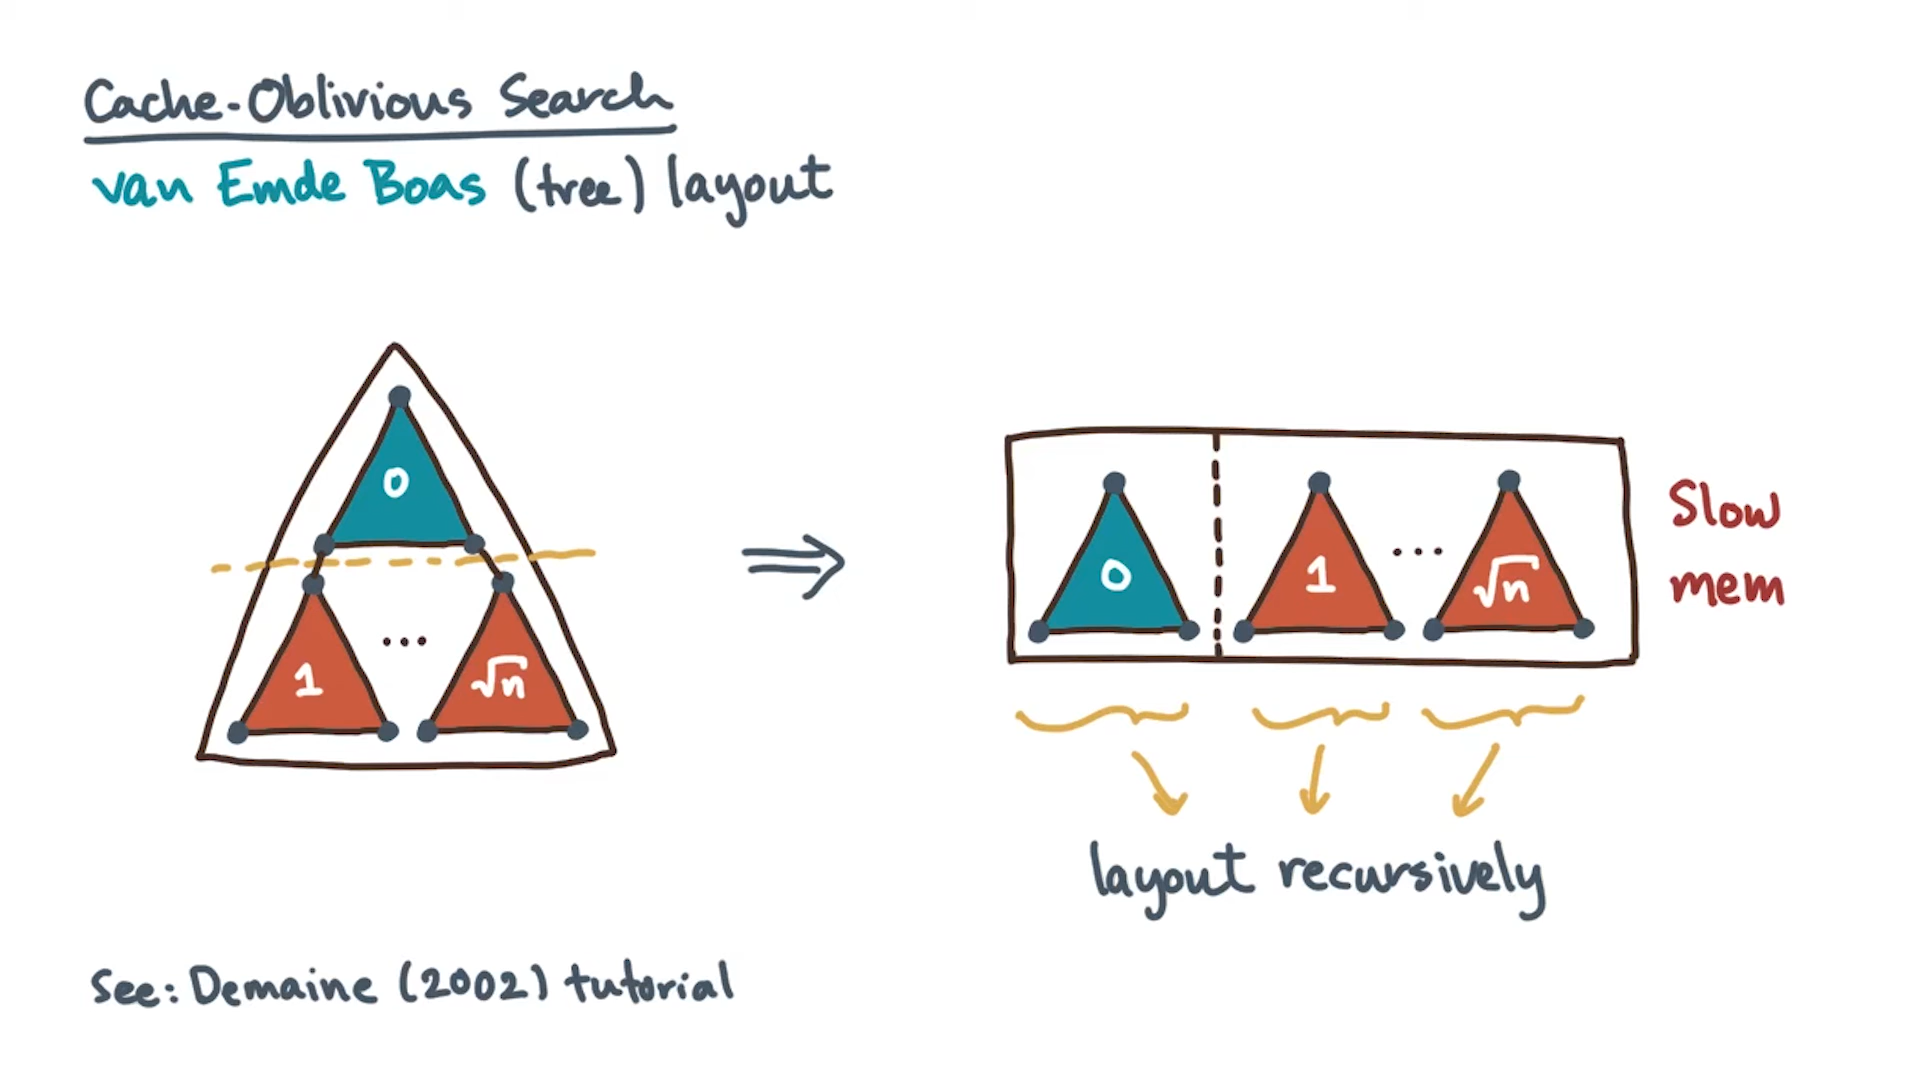 Cache-Oblivious Search
van Emde Boas (tree) layout
0
1
...
√n
0
1
...
√n
Slow
mem
layout recursively
See: Demaine (2002) tutorial